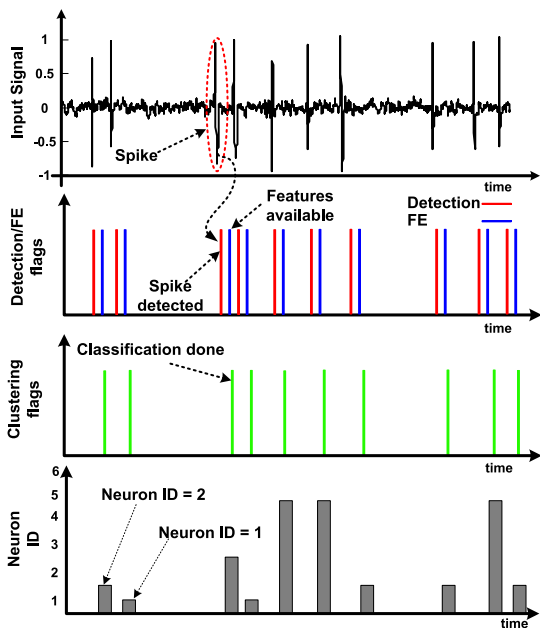 Input Signal
1
0.5
0
-0.5
-1
Spike
time
Detection/FE
flags
Features
available
Detection
FE
Spike
detected
time
Clustering
flags
Classification done
time
Neuron
ID
6
5
4
3
2
1
Neuron ID = 2
Neuron ID = 1
time